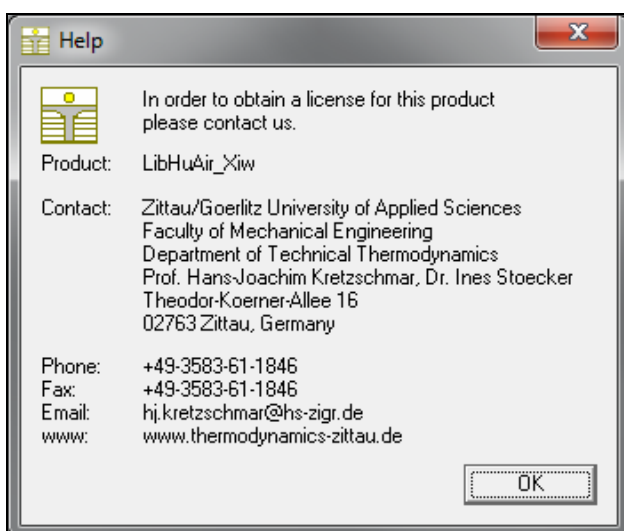 Help
In order to obtain a license for this product
please contact us.
Product: LibHuAir_Xiw
Contact: Zittau/Goerlitz University of Applied Sciences
Faculty of Mechanical Engineering
Department of Technical Thermodynamics
Prof. Hans-Joachim Kretzschmar, Dr. Ines Stoecker
Theodor-Koerner-Allee 16
02763 Zittau, Germany
Phone: +49-3583-61-1846
Fax: +49-3583-61-1846
Email: hj.kretzschmar@hs-zigr.de
www: www.thermodynamics-zittau.de
OK